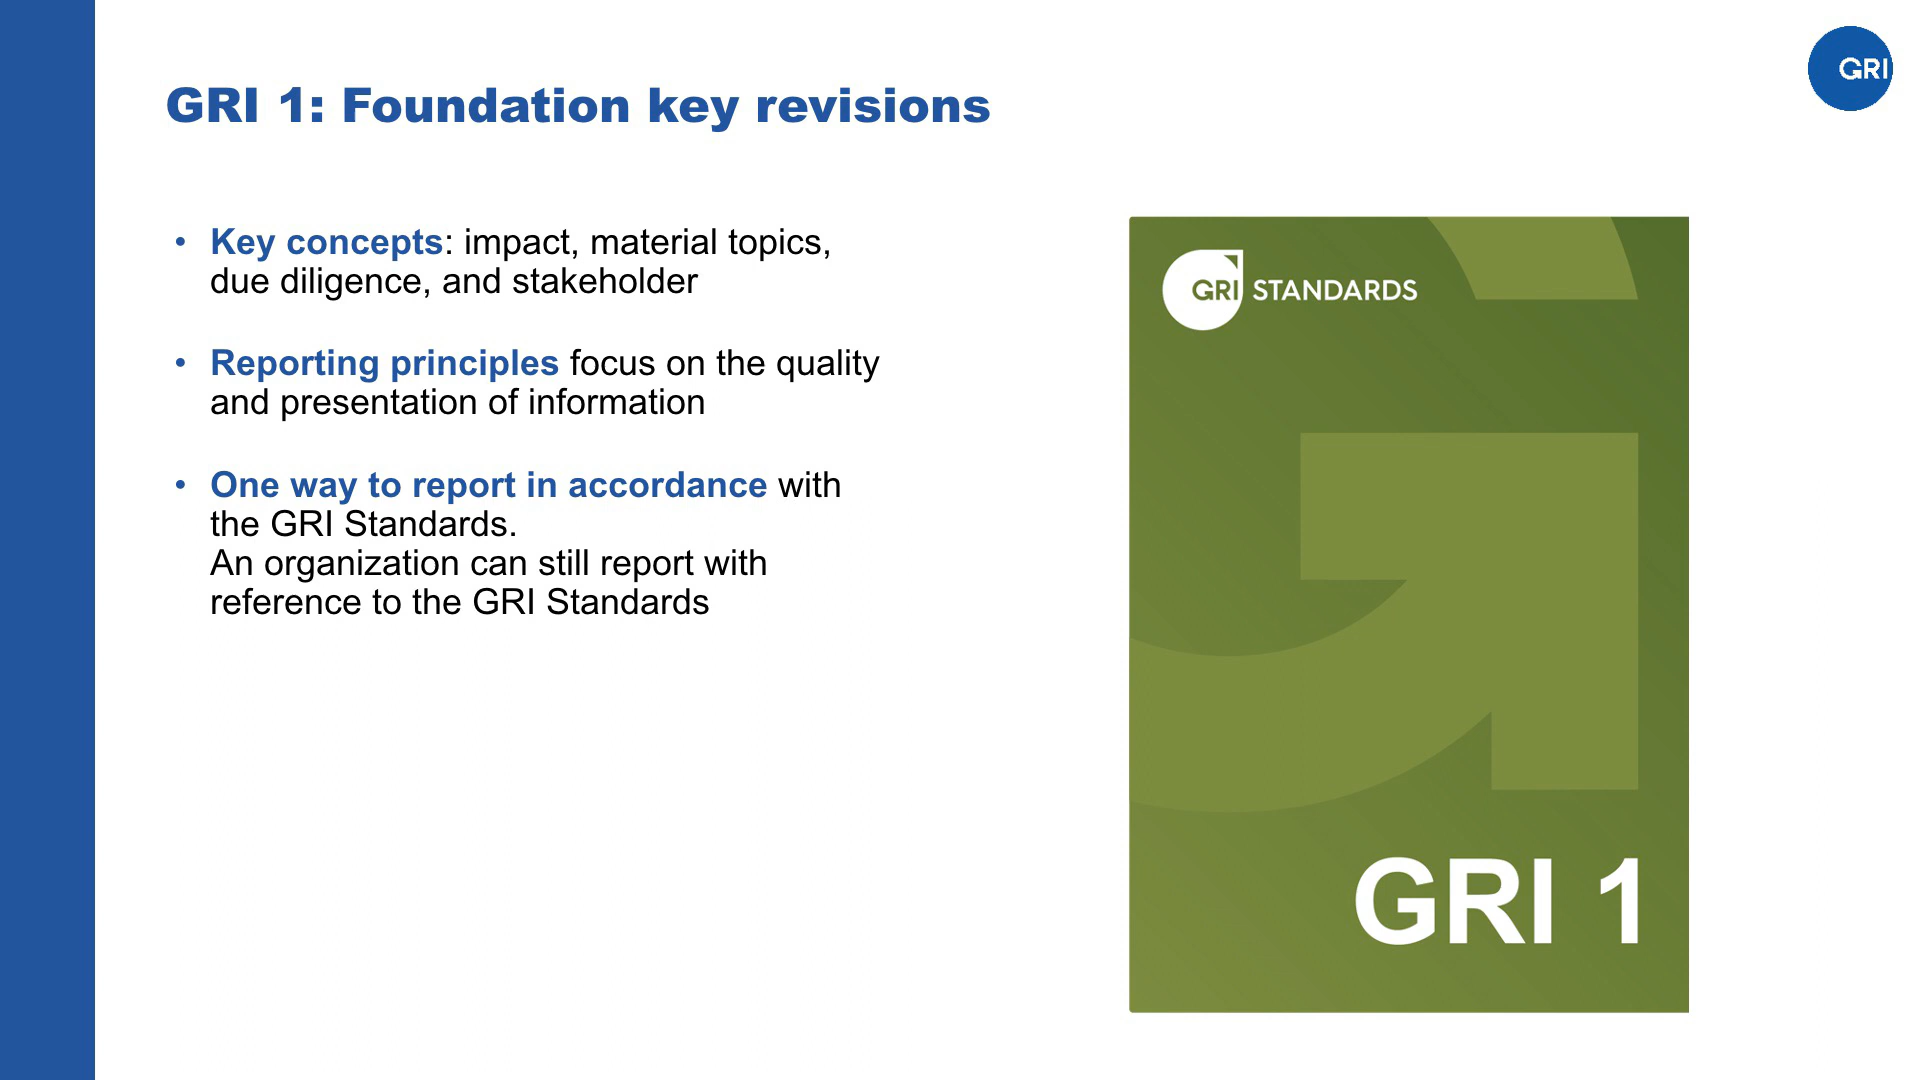 GRI
GRI 1: Foundation key revisions
• Key concepts: impact, material topics,
due diligence, and stakeholder
• Reporting principles focus on the quality
and presentation of information
• One way to report in accordance with
the GRI Standards.
An organization can still report with
reference to the GRI Standards
GRI STANDARDS
GRI 1